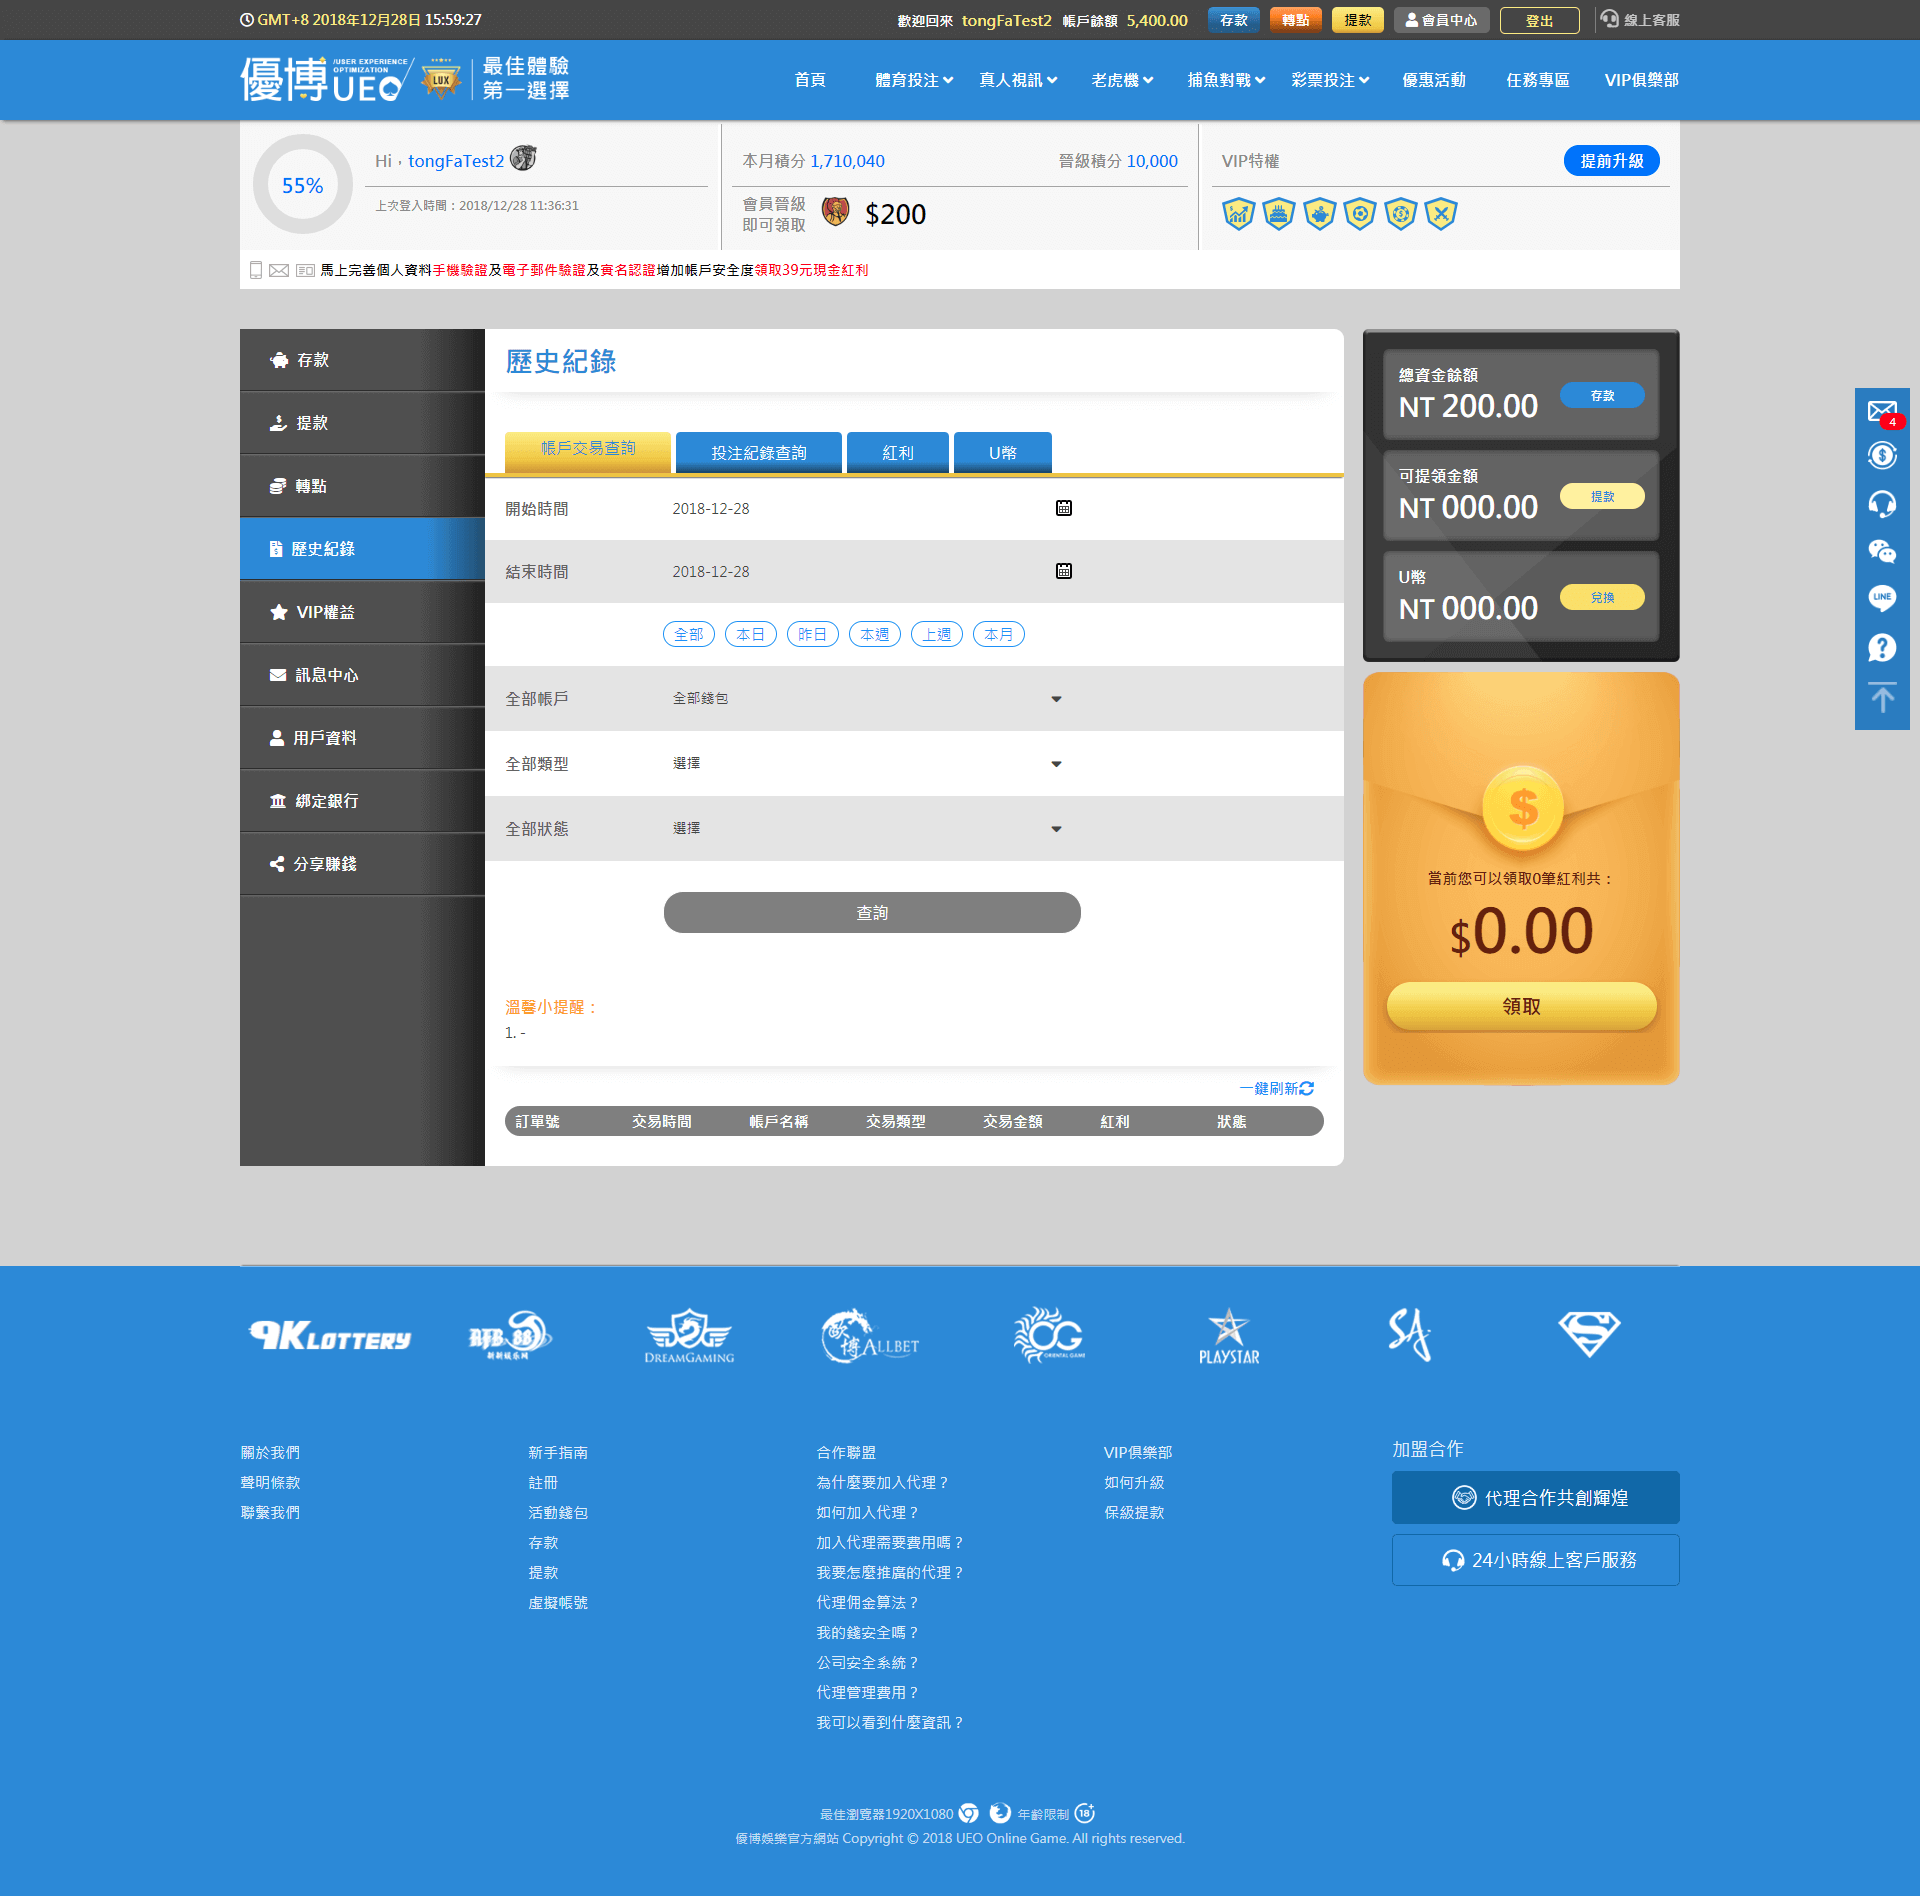 GMT+8 2018年12月28日 15:59:27
歡迎回來 tongFaTest2 帳戶餘額 5,400.00
存款 轉點 提款 會員中心 登出 線上客服
優博 /USER EXPERIENCE OPTIMIZATION UEO LUX
最佳體驗
第一選擇
首頁 體育投注 真人視訊 老虎機 捕魚對戰 彩票投注 優惠活動 任務專區 VIP俱樂部
55%
Hi，tongFaTest2
上次登入時間：2018/12/28 11:36:31
本月積分 1,710,040 晉級積分 10,000
會員晉級
即可領取 $200
VIP特權 提前升級
馬上完善個人資料手機驗證及電子郵件驗證及實名認證增加帳戶安全度領取39元現金紅利
存款
提款
轉點
歷史紀錄
VIP權益
訊息中心
用戶資料
綁定銀行
分享賺錢
歷史紀錄
帳戶交易查詢 投注紀錄查詢 紅利 U幣
開始時間 2018-12-28
結束時間 2018-12-28
全部 本日 昨日 本週 上週 本月
全部帳戶 全部錢包
全部類型 選擇
全部狀態 選擇
查詢
溫馨小提醒：
1. -
一鍵刷新
訂單號 交易時間 帳戶名稱 交易類型 交易金額 紅利 狀態
總資金餘額
NT 200.00 存款
可提領金額
NT 000.00 提款
U幣
NT 000.00 兌換
$
當前您可以領取0筆紅利共：
$0.00
領取
4
$
LINE
?
9K LOTTERY
RTB 88
DREAMGAMING
歐博 ALLBET
OG ORIENTAL GAME
PLAYSTAR
SA
S
關於我們
聲明條款
聯繫我們
新手指南
註冊
活動錢包
存款
提款
虛擬帳號
合作聯盟
為什麼要加入代理？
如何加入代理？
加入代理需要費用嗎？
我要怎麼推廣的代理？
代理佣金算法？
我的錢安全嗎？
公司安全系統？
代理管理費用？
我可以看到什麼資訊？
VIP俱樂部
如何升級
保級提款
加盟合作
代理合作共創輝煌
24小時線上客戶服務
最佳瀏覽器1920X1080 年齡限制 18+
優博娛樂官方網站 Copyright © 2018 UEO Online Game. All rights reserved.